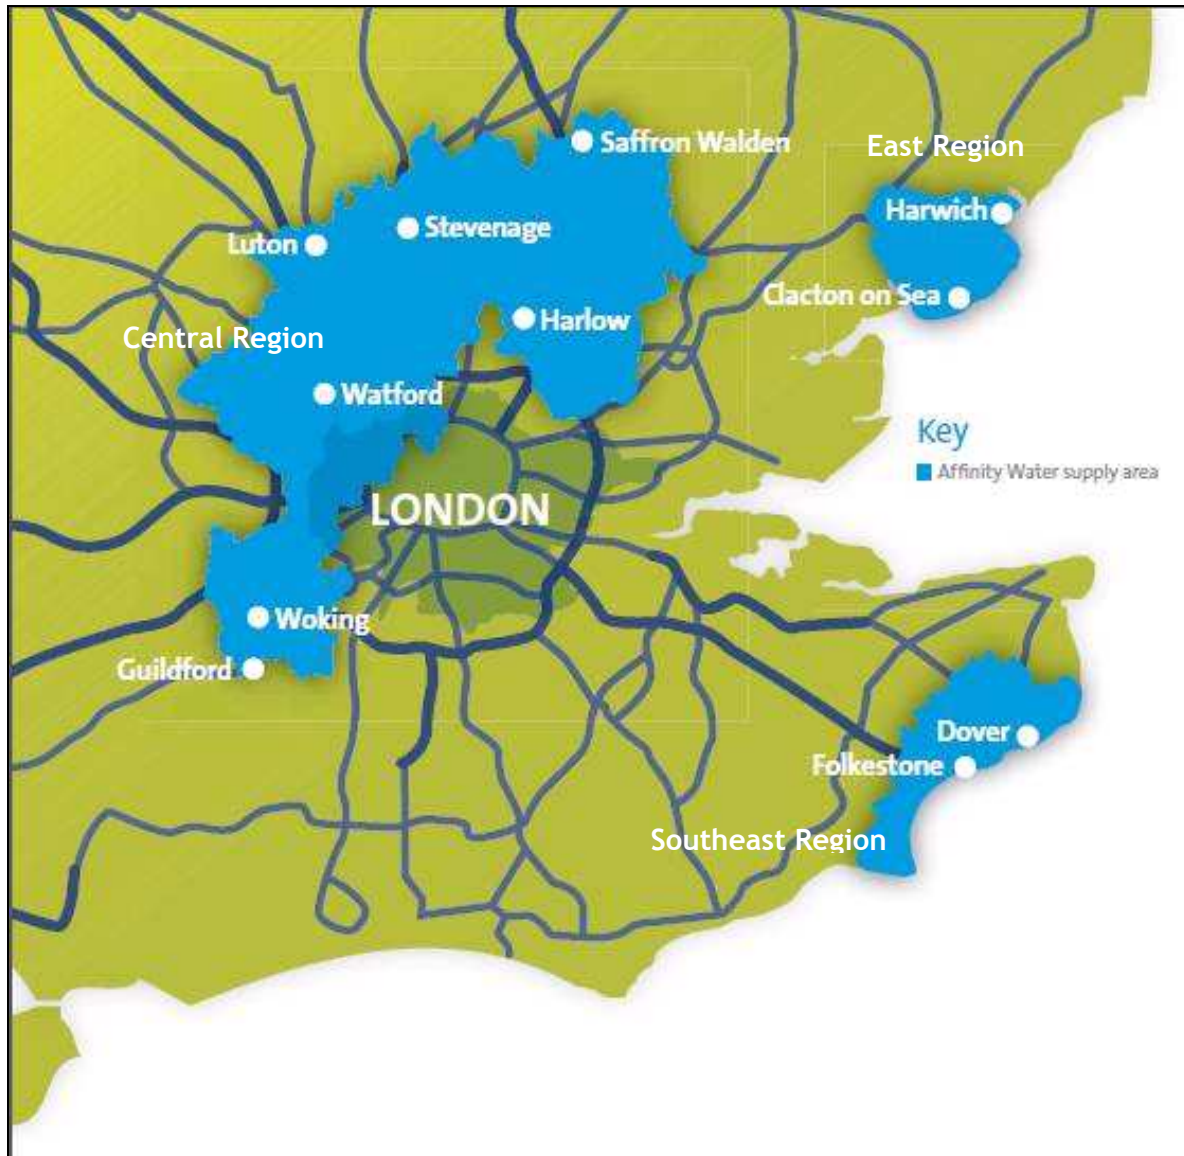 Saffron Walden
East Region
Harwich
Stevenage
Luton
Clacton on Sea
Harlow
Central Region
Watford
Key
Affinity Water supply area
LONDON
Woking
Guildford
Dover
Folkestone
Southeast Region